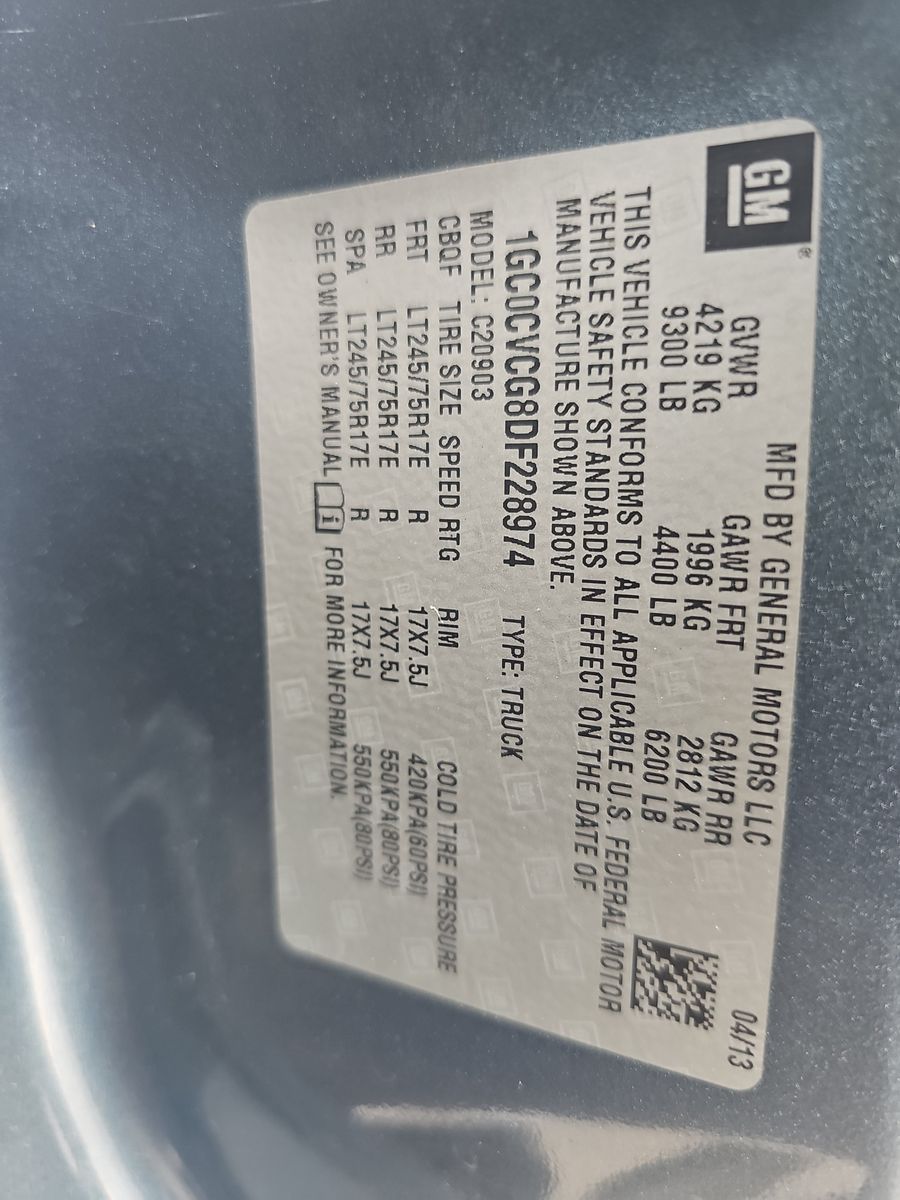 GM®
MFD BY GENERAL MOTORS LLC 04/13
GVWR GAWR FRT GAWR RR
4219 KG 1996 KG 2812 KG
9300 LB 4400 LB 6200 LB
THIS VEHICLE CONFORMS TO ALL APPLICABLE U.S. FEDERAL MOTOR
VEHICLE SAFETY STANDARDS IN EFFECT ON THE DATE OF
MANUFACTURE SHOWN ABOVE.
1GC0CVCG8DF228974 TYPE: TRUCK
MODEL: C20903
CBQF TIRE SIZE SPEED RTG RIM COLD TIRE PRESSURE
FRT LT245/75R17E R 17X7.5J 420KPA(60PSI)
RR LT245/75R17E R 17X7.5J 550KPA(80PSI)
SPA LT245/75R17E R 17X7.5J 550KPA(80PSI)
SEE OWNER'S MANUAL i FOR MORE INFORMATION.